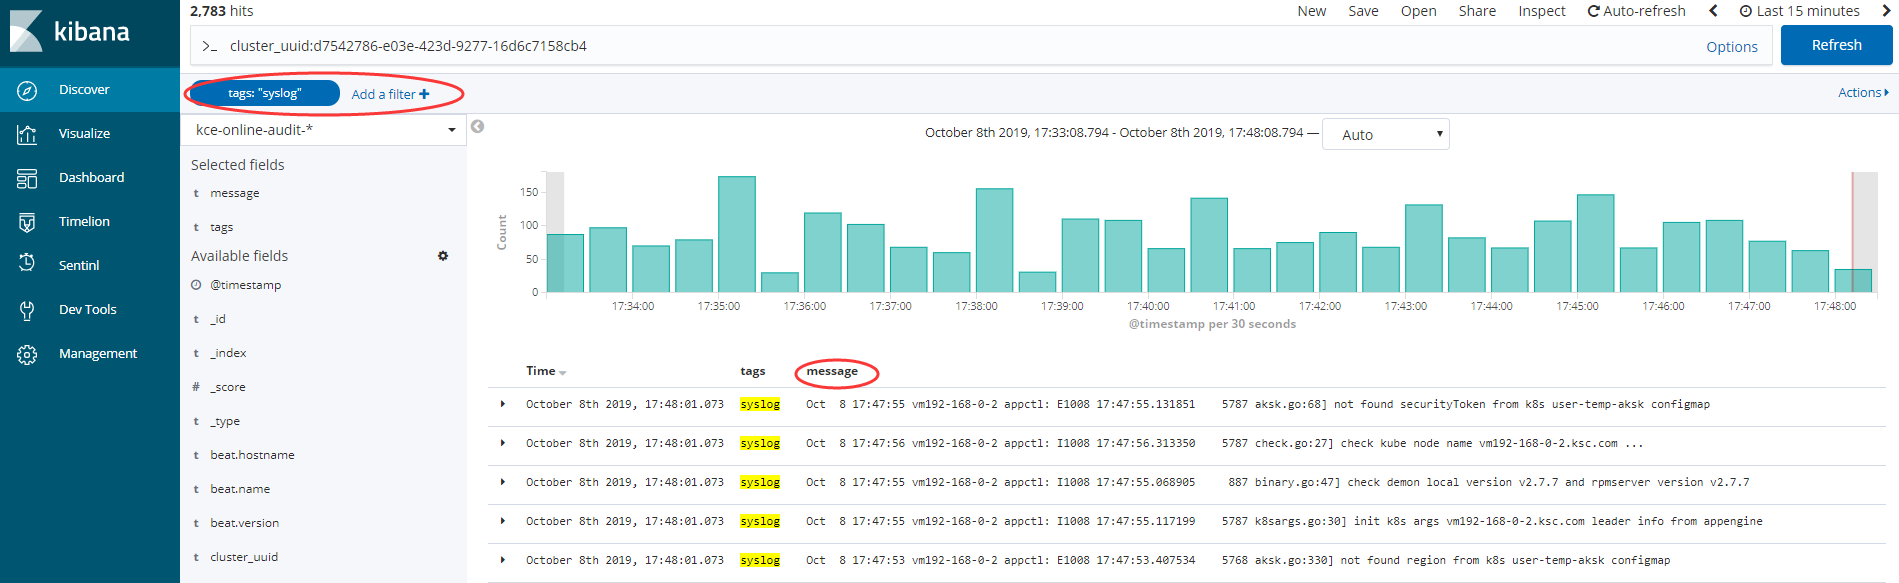 kibana
Discover
Visualize
Dashboard
Timelion
Sentinl
Dev Tools
Management
2,783 hits
New Save Open Share Inspect Auto-refresh Last 15 minutes
>_ cluster_uuid:d7542786-e03e-423d-9277-16d6c7158cb4 Options Refresh
tags: "syslog" Add a filter + Actions
kce-online-audit-*
Selected fields
t message
t tags
Available fields
@timestamp
t _id
t _index
# _score
t _type
t beat.hostname
t beat.name
t beat.version
t cluster_uuid
October 8th 2019, 17:33:08.794 - October 8th 2019, 17:48:08.794 — Auto
Count
150
100
50
0
17:34:00 17:35:00 17:36:00 17:37:00 17:38:00 17:39:00 17:40:00 17:41:00 17:42:00 17:43:00 17:44:00 17:45:00 17:46:00 17:47:00 17:48:00
@timestamp per 30 seconds
Time tags message
October 8th 2019, 17:48:01.073 syslog Oct 8 17:47:55 vm192-168-0-2 appctl: E1008 17:47:55.131851 5787 aksk.go:68] not found securityToken from k8s user-temp-aksk configmap
October 8th 2019, 17:48:01.073 syslog Oct 8 17:47:56 vm192-168-0-2 appctl: I1008 17:47:56.313350 5787 check.go:27] check kube node name vm192-168-0-2.ksc.com ...
October 8th 2019, 17:48:01.073 syslog Oct 8 17:47:55 vm192-168-0-2 appctl: I1008 17:47:55.068905 887 binary.go:47] check demon local version v2.7.7 and rpmserver version v2.7.7
October 8th 2019, 17:48:01.073 syslog Oct 8 17:47:55 vm192-168-0-2 appctl: I1008 17:47:55.117199 5787 k8sargs.go:30] init k8s args vm192-168-0-2.ksc.com leader info from appengine
October 8th 2019, 17:48:01.073 syslog Oct 8 17:47:53 vm192-168-0-2 appctl: E1008 17:47:53.407534 5768 aksk.go:330] not found region from k8s user-temp-aksk configmap